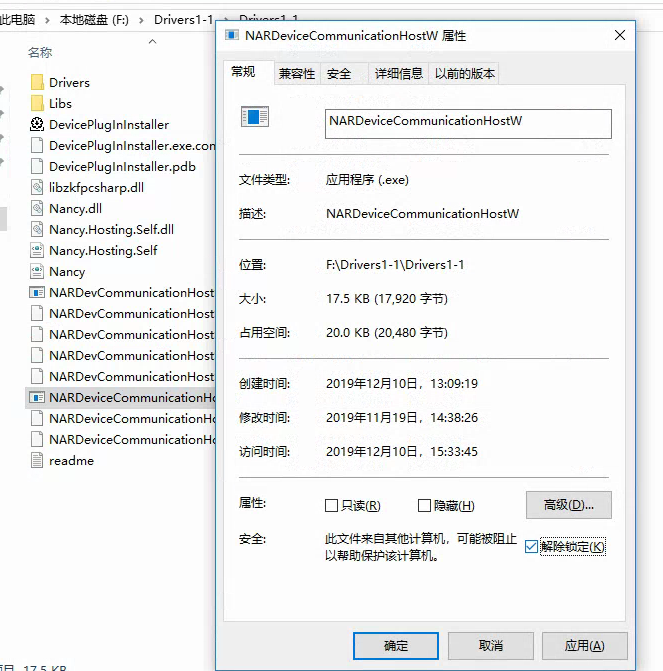 此电脑 › 本地磁盘 (F:) › Drivers1-1 › Drivers1-1
名称
Drivers
Libs
DevicePlugInInstaller
DevicePlugInInstaller.exe.con
DevicePlugInInstaller.pdb
libzkfpcsharp.dll
Nancy.dll
Nancy.Hosting.Self.dll
Nancy.Hosting.Self
Nancy
NARDevCommunicationHost
NARDevCommunicationHost
NARDevCommunicationHost
NARDevCommunicationHost
NARDevCommunicationHost
NARDeviceCommunicationHo
NARDeviceCommunicationHo
NARDeviceCommunicationHo
readme
17.5 KB
NARDeviceCommunicationHostW 属性
常规 兼容性 安全 详细信息 以前的版本
NARDeviceCommunicationHostW
文件类型: 应用程序 (.exe)
描述: NARDeviceCommunicationHostW
位置: F:\Drivers1-1\Drivers1-1
大小: 17.5 KB (17,920 字节)
占用空间: 20.0 KB (20,480 字节)
创建时间: 2019年12月10日，13:09:19
修改时间: 2019年11月19日，14:38:26
访问时间: 2019年12月10日，15:33:45
属性: 只读(R) 隐藏(H) 高级(D)...
安全: 此文件来自其他计算机，可能被阻止
以帮助保护该计算机。 解除锁定(K)
确定 取消 应用(A)